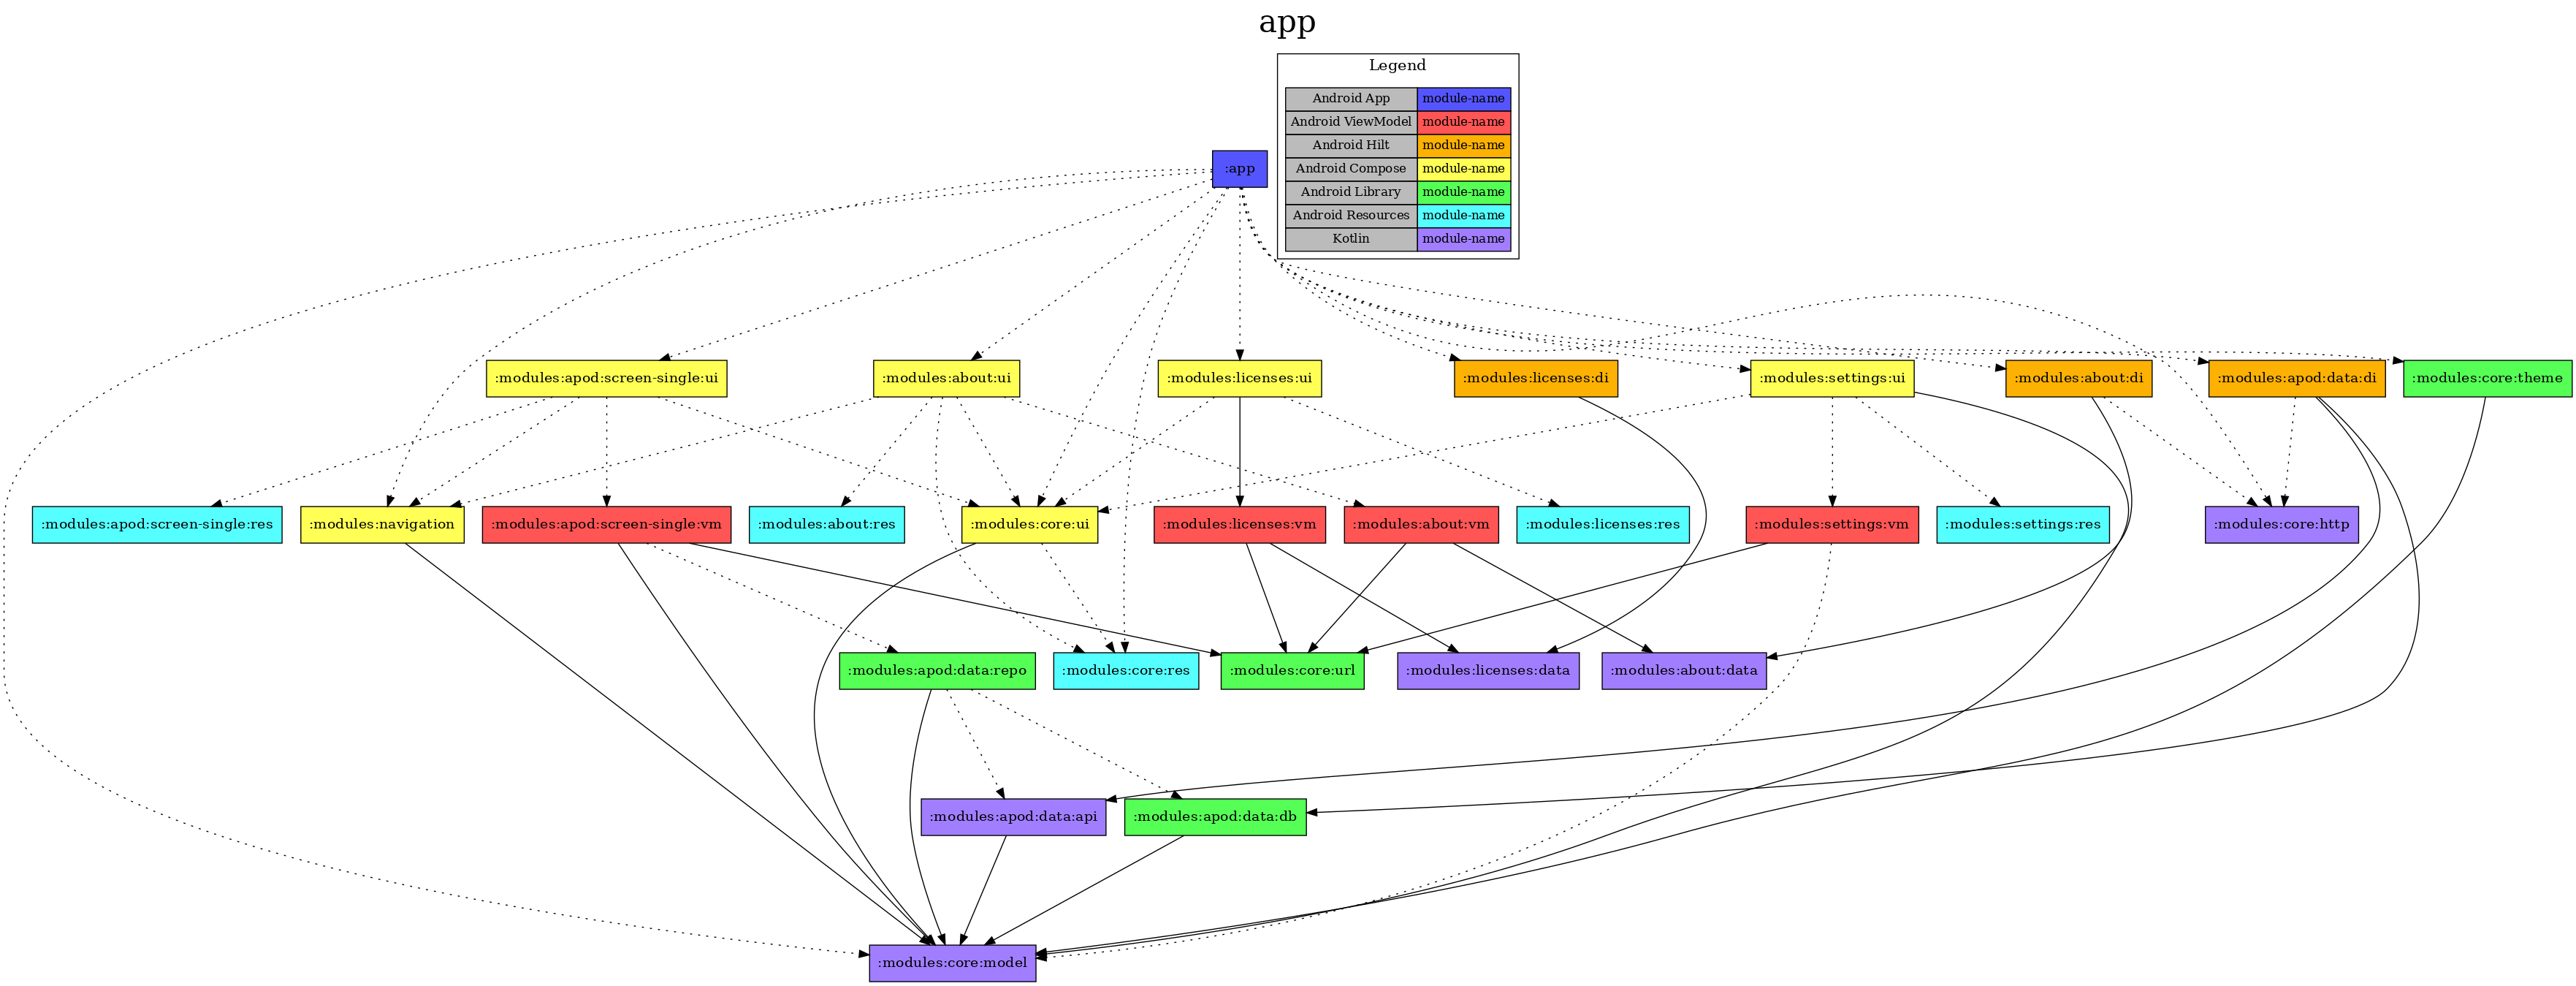 app
Legend
Android App module-name
Android ViewModel module-name
Android Hilt module-name
Android Compose module-name
Android Library module-name
Android Resources module-name
Kotlin module-name
:app
:modules:apod:screen-single:ui
:modules:about:ui
:modules:licenses:ui
:modules:licenses:di
:modules:settings:ui
:modules:about:di
:modules:apod:data:di
:modules:core:theme
:modules:apod:screen-single:res
:modules:navigation
:modules:apod:screen-single:vm
:modules:about:res
:modules:core:ui
:modules:licenses:vm
:modules:about:vm
:modules:licenses:res
:modules:settings:vm
:modules:settings:res
:modules:core:http
:modules:apod:data:repo
:modules:core:res
:modules:core:url
:modules:licenses:data
:modules:about:data
:modules:apod:data:api
:modules:apod:data:db
:modules:core:model